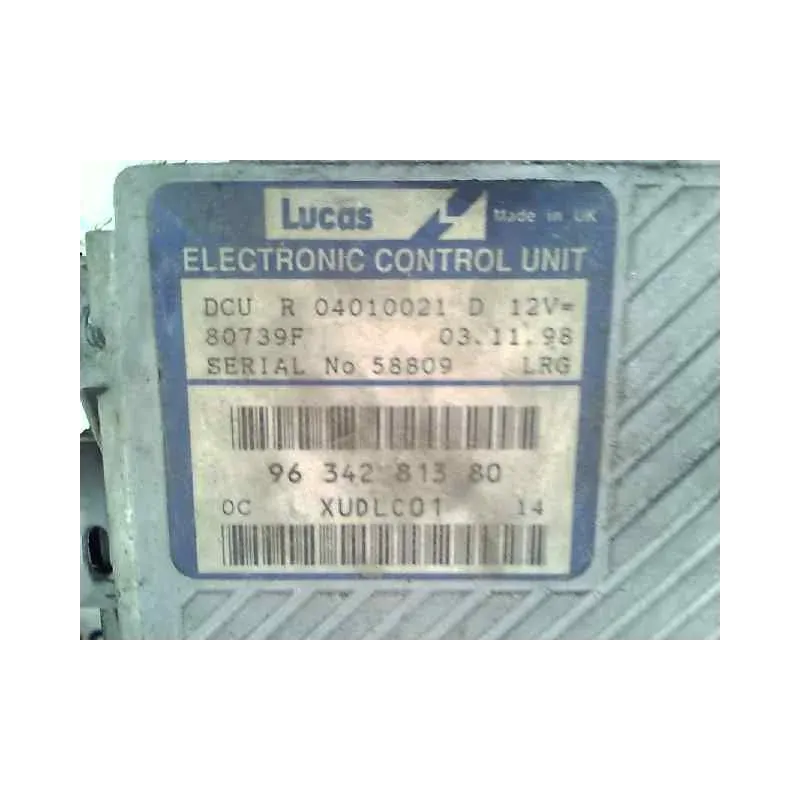 Lucas Made in UK
ELECTRONIC CONTROL UNIT
DCU R 04010021 D 12V=
80739F 03.11.98
SERIAL No 58809 LRG
96 342 813 80
OC XUDLC01 14